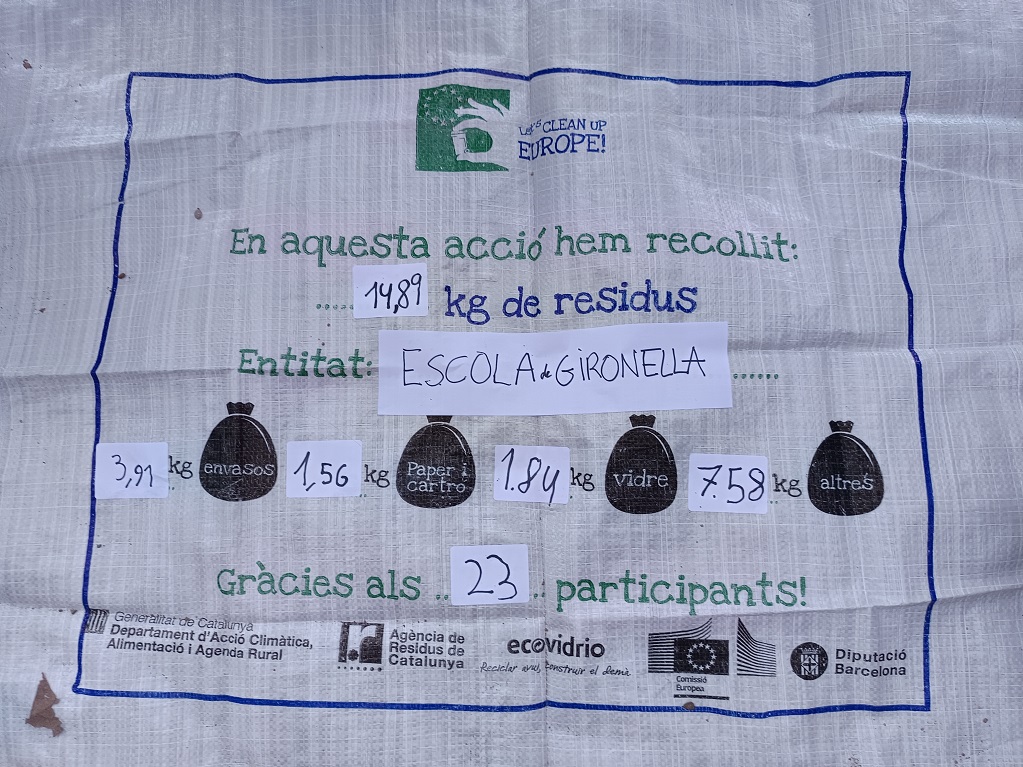 Let's CLEAN UP
EUROPE!
En aquesta acció hem recollit:
.....14,89 kg de residus
Entitat: ESCOLA de GIRONELLA ......
3,91 kg envasos 1,56 kg Paper i cartró 1.84 kg vidre 7.58 kg altres
Gràcies als ..23.. participants!
Generalitat de Catalunya
Departament d'Acció Climàtica,
Alimentació i Agenda Rural
Agència de
Residus de
Catalunya
ecovidrio
Reciclar avui, construir el demà
Comissió
Europea
Diputació
Barcelona